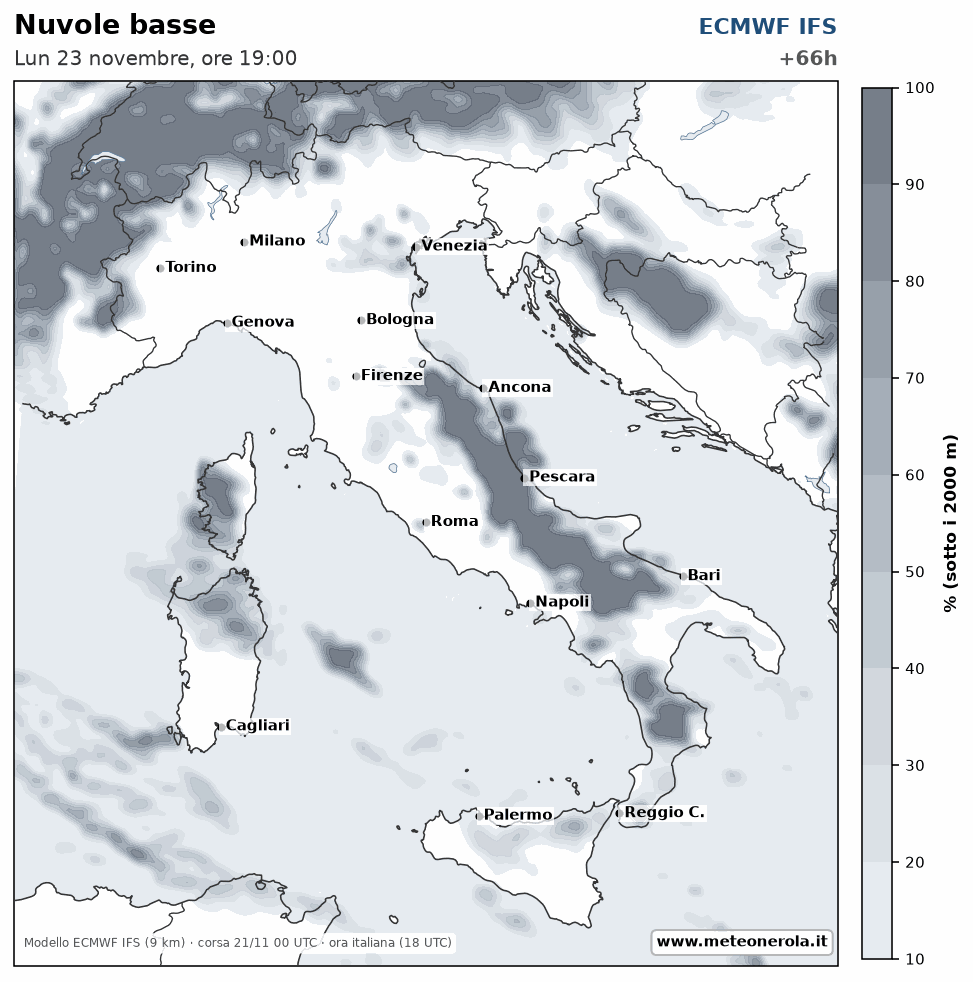 Nuvole basse
ECMWF IFS
Lun 23 novembre, ore 19:00
+66h
Milano
Venezia
Torino
Genova
Bologna
Firenze
Ancona
Pescara
Roma
Bari
Napoli
Cagliari
Palermo
Reggio C.
Modello ECMWF IFS (9 km) · corsa 21/11 00 UTC · ora italiana (18 UTC)
www.meteonerola.it
100
90
80
70
60
50
40
30
20
10
% (sotto i 2000 m)